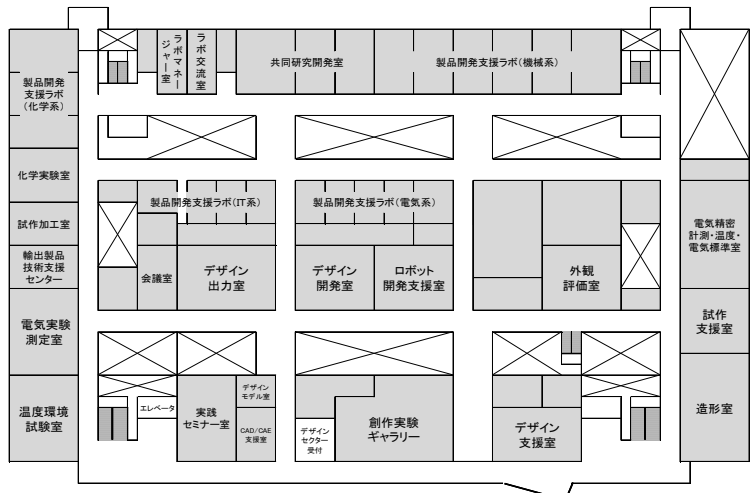 製品開発
支援ラボ
(化学系)
ラボマネー
ジャー室
ラボ交流
室
共同研究開発室
製品開発支援ラボ(機械系)
化学実験室
試作加工室
輸出製品
技術支援
センター
電気実験
測定室
温度環境
試験室
製品開発支援ラボ(IT系)
会議室
デザイン
出力室
製品開発支援ラボ(電気系)
デザイン
開発室
ロボット
開発支援室
外観
評価室
電気精密
計測・温度・
電気標準室
試作
支援室
造形室
エレベータ
実践
セミナー室
デザイン
モデル室
CAD/CAE
支援室
デザイン
セクター
受付
創作実験
ギャラリー
デザイン
支援室